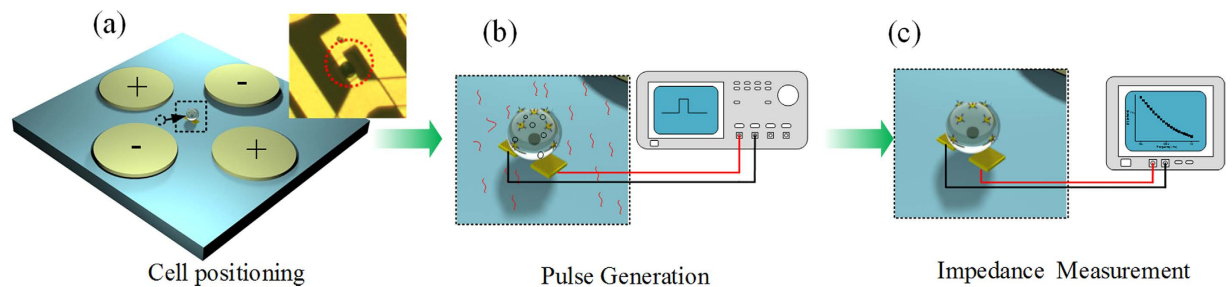 (a)
(b)
(c)
+
-
-
+
Cell positioning
Pulse Generation
Impedance Measurement